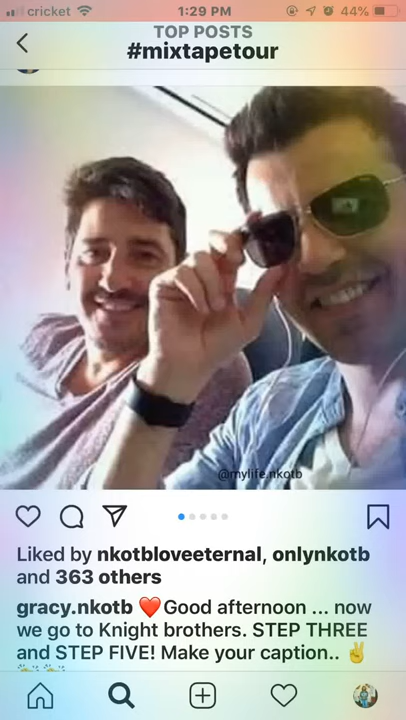 cricket 1:29 PM 44%
TOP POSTS
#mixtapetour
@mylife.nkotb
Liked by nkotbloveeternal, onlynkotb
and 363 others
gracy.nkotb ❤️Good afternoon ... now
we go to Knight brothers. STEP THREE
and STEP FIVE! Make your caption.. ✌️